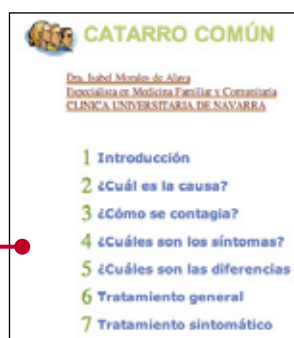 CATARRO COMÚN
Dra. Isabel Morales de Alava
Especialista en Medicina Familiar y Comunitaria
CLINICA UNIVERSITARIA DE NAVARRA
1 Introducción
2 ¿Cuál es la causa?
3 ¿Cómo se contagia?
4 ¿Cuáles son los síntomas?
5 ¿Cuáles son las diferencias
6 Tratamiento general
7 Tratamiento sintomático